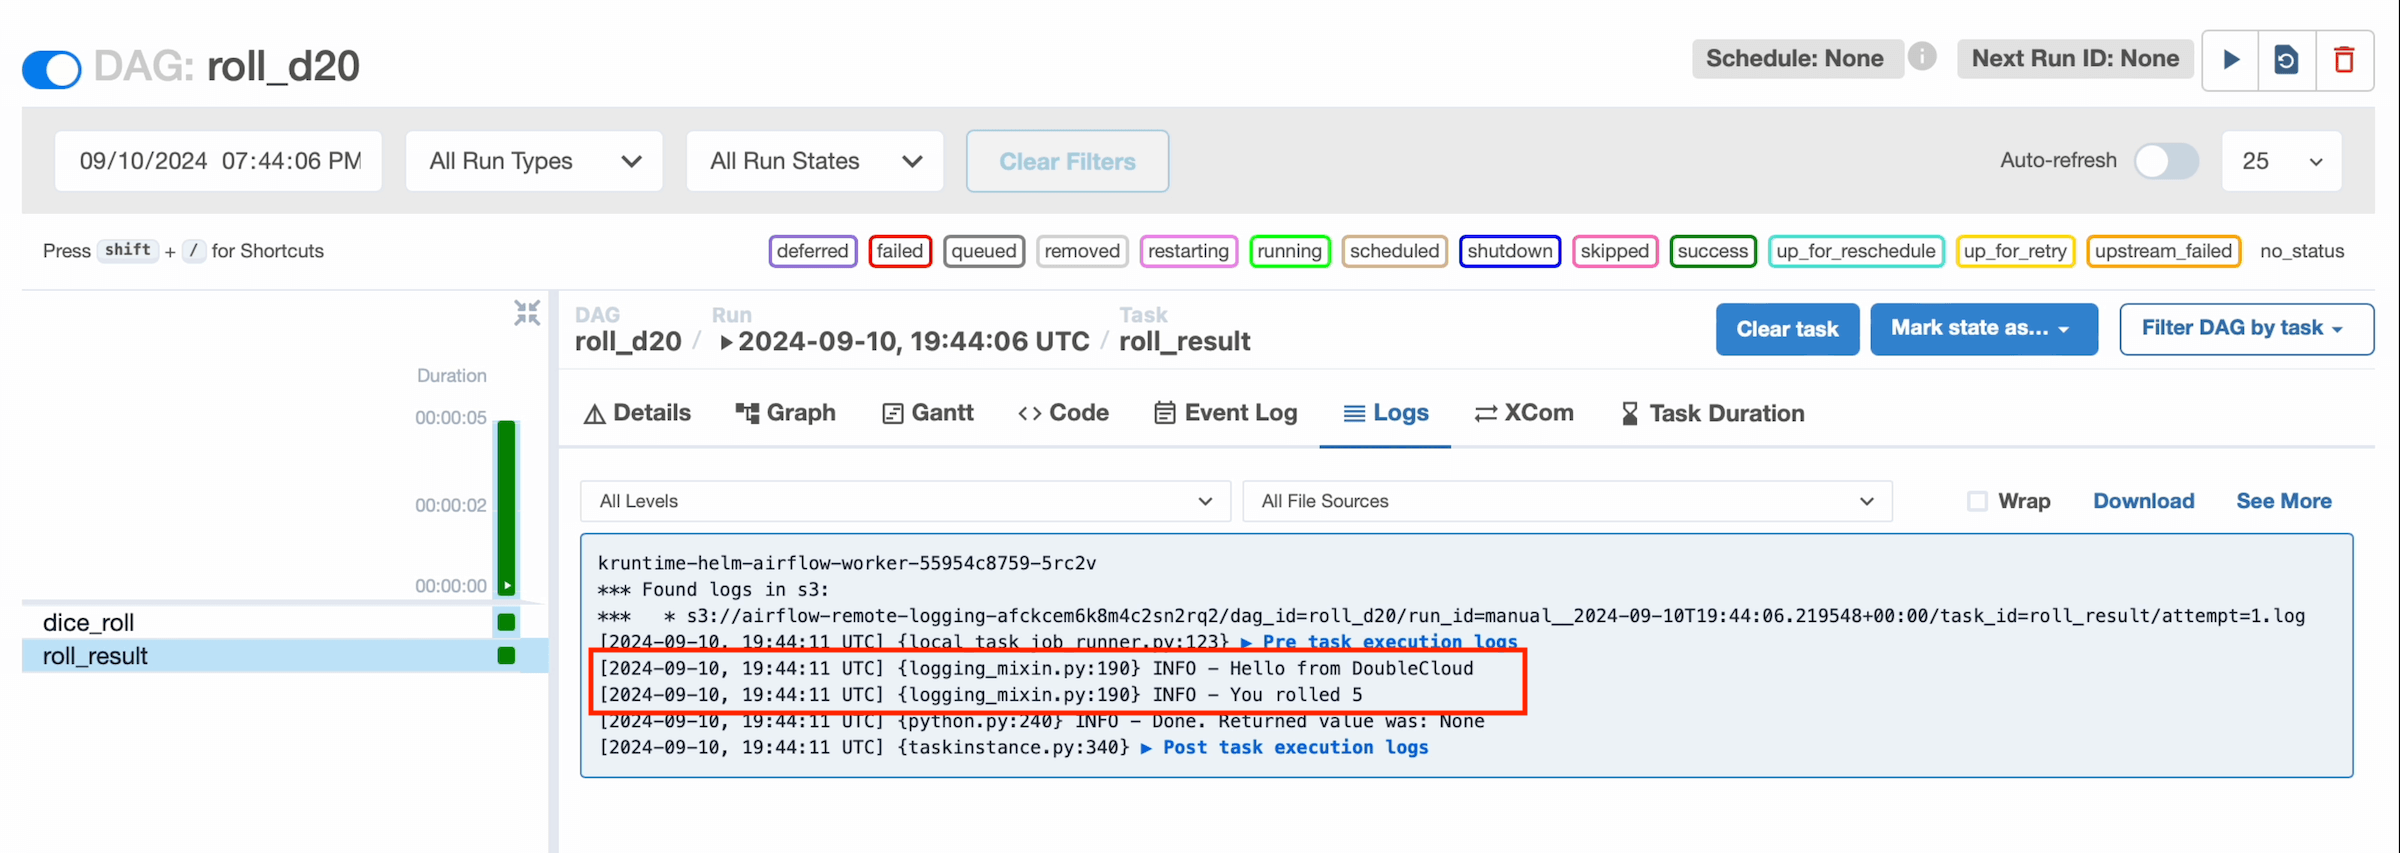 DAG: roll_d20
Schedule: None
Next Run ID: None
09/10/2024 07:44:06 PM
All Run Types
All Run States
Clear Filters
Auto-refresh
25
Press shift + / for Shortcuts
deferred
failed
queued
removed
restarting
running
scheduled
shutdown
skipped
success
up_for_reschedule
up_for_retry
upstream_failed
no_status
Duration
00:00:05
00:00:02
00:00:00
dice_roll
roll_result
DAG
roll_d20
/
Run
2024-09-10, 19:44:06 UTC
/
Task
roll_result
Clear task
Mark state as...
Filter DAG by task
Details
Graph
Gantt
Code
Event Log
Logs
XCom
Task Duration
All Levels
All File Sources
Wrap
Download
See More
kruntime-helm-airflow-worker-55954c8759-5rc2v
*** Found logs in s3:
***   * s3://airflow-remote-logging-afckcem6k8m4c2sn2rq2/dag_id=roll_d20/run_id=manual__2024-09-10T19:44:06.219548+00:00/task_id=roll_result/attempt=1.log
[2024-09-10, 19:44:11 UTC] {local_task_job_runner.py:123} ▶ Pre task execution logs
[2024-09-10, 19:44:11 UTC] {logging_mixin.py:190} INFO - Hello from DoubleCloud
[2024-09-10, 19:44:11 UTC] {logging_mixin.py:190} INFO - You rolled 5
[2024-09-10, 19:44:11 UTC] {python.py:240} INFO - Done. Returned value was: None
[2024-09-10, 19:44:11 UTC] {taskinstance.py:340} ▶ Post task execution logs